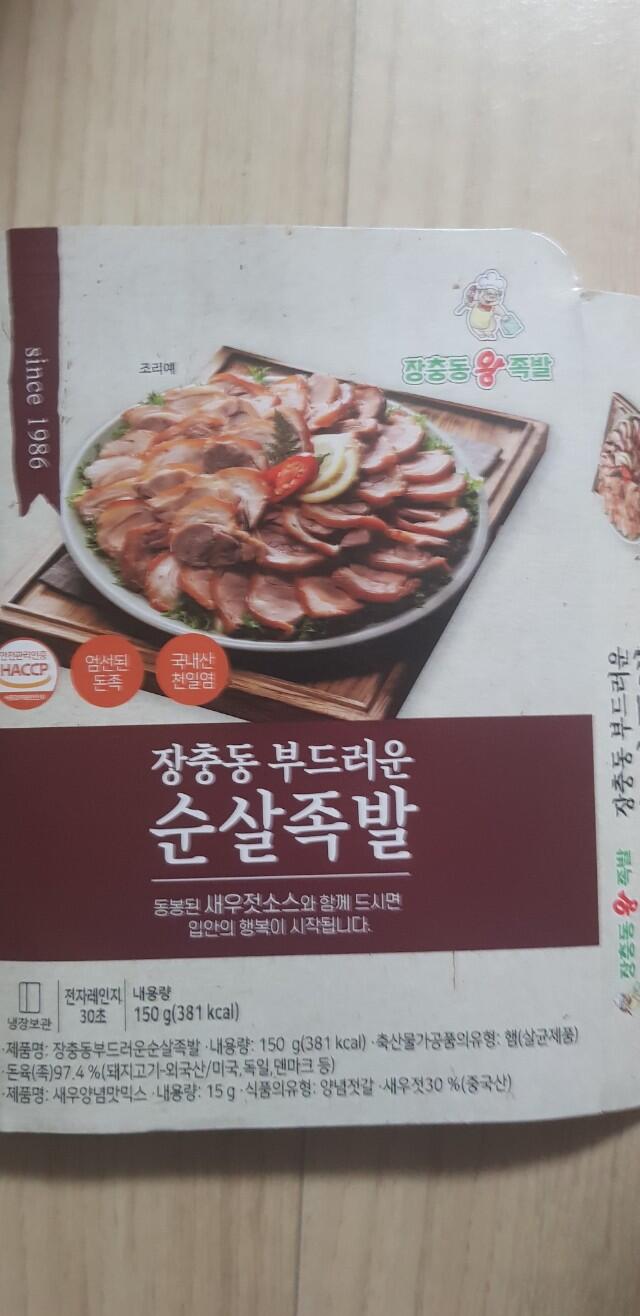 since 1986
조리예
장충동왕족발
안전관리인증
HACCP
엄선된
돈족
국내산
천일염
장충동 부드러운
순살족발
동봉된 새우젓소스와 함께 드시면
입안의 행복이 시작됩니다.
냉장보관
전자레인지
30초
내용량
150 g(381 kcal)
·제품명: 장충동부드러운순살족발 ·내용량: 150 g(381 kcal) ·축산물가공품의유형: 햄(살균제품)
·돈육(족)97.4 %(돼지고기-외국산/미국,독일,덴마크 등)
·제품명: 새우양념맛믹스 ·내용량: 15 g ·식품의유형: 양념젓갈 ·새우젓30 %(중국산)
장충동 부드러운
장충동왕족발